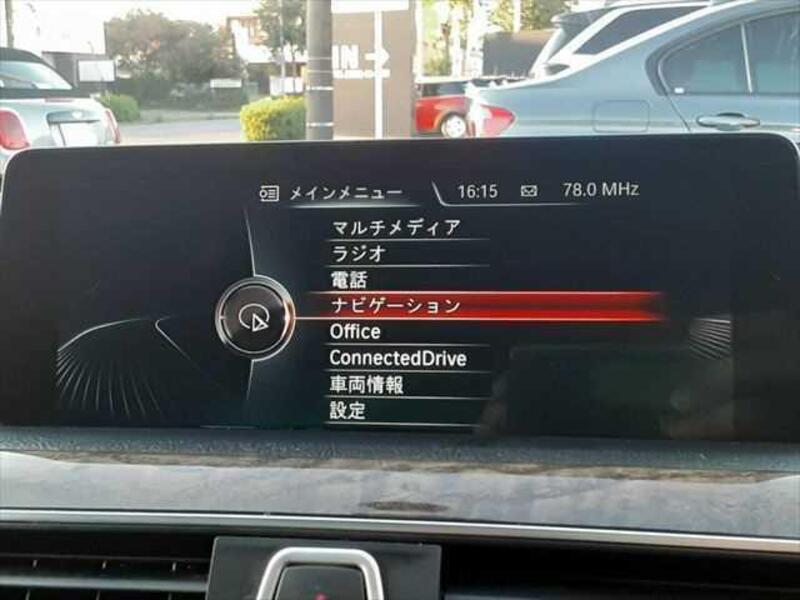 IN
メインメニュー 16:15 78.0 MHz
マルチメディア
ラジオ
電話
ナビゲーション
Office
ConnectedDrive
車両情報
設定